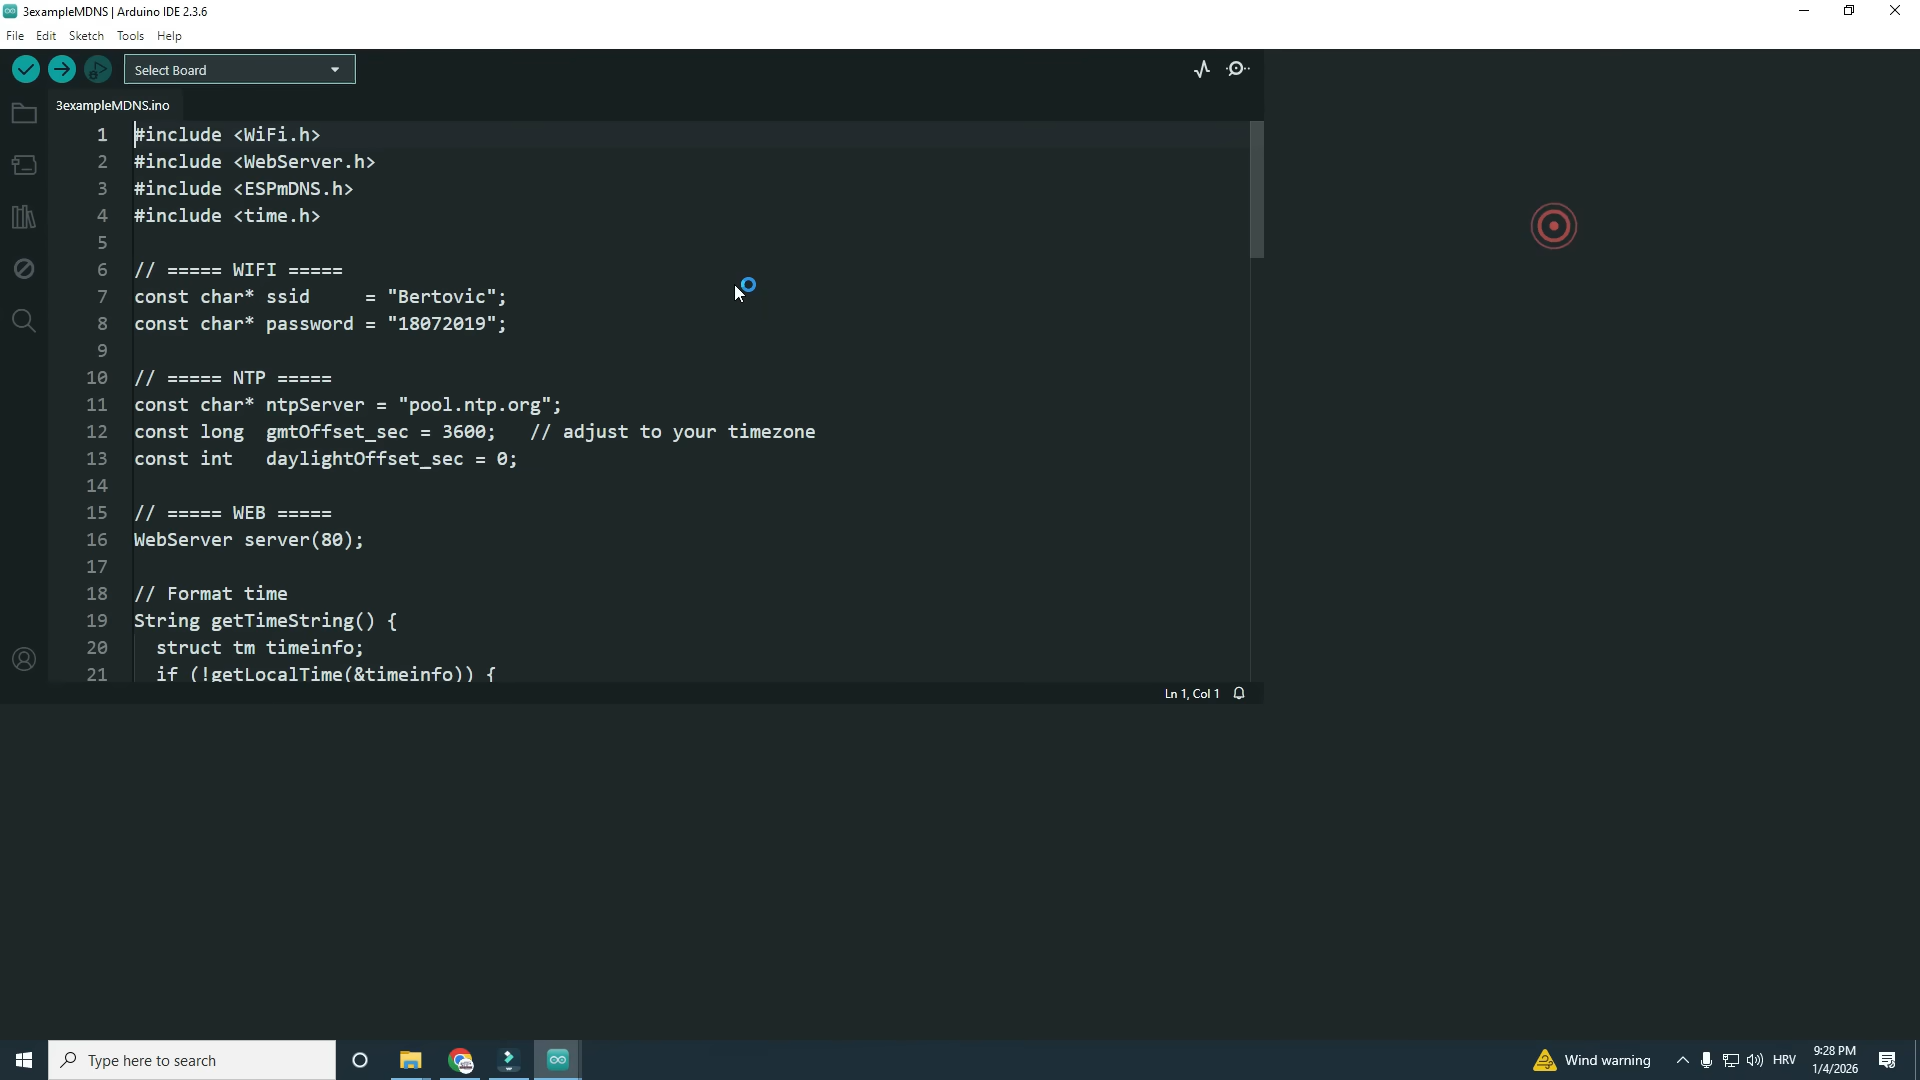 3exampleMDNS | Arduino IDE 2.3.6
File Edit Sketch Tools Help
Select Board
3exampleMDNS.ino
1 #include <WiFi.h>
2 #include <WebServer.h>
3 #include <ESPmDNS.h>
4 #include <time.h>
5
6 // ===== WIFI =====
7 const char* ssid     = "Bertovic";
8 const char* password = "18072019";
9
10 // ===== NTP =====
11 const char* ntpServer = "pool.ntp.org";
12 const long  gmtOffset_sec = 3600;   // adjust to your timezone
13 const int   daylightOffset_sec = 0;
14
15 // ===== WEB =====
16 WebServer server(80);
17
18 // Format time
19 String getTimeString() {
20   struct tm timeinfo;
21   if (!getLocalTime(&timeinfo)) {
Ln 1, Col 1
Type here to search
Wind warning
HRV
9:28 PM
1/4/2026